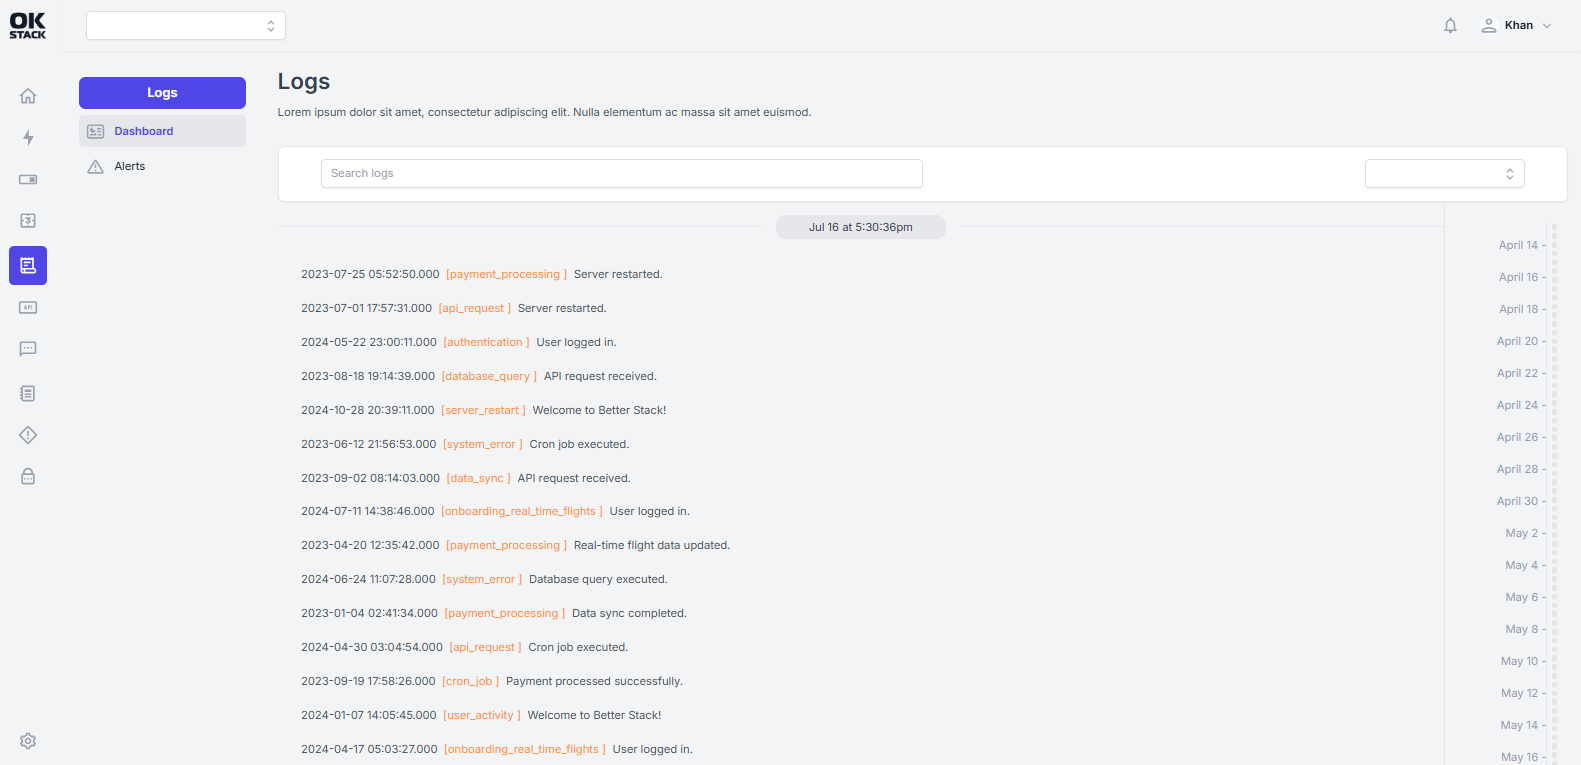 OK
STACK
Khan
Logs
Dashboard
Alerts
Logs
Lorem ipsum dolor sit amet, consectetur adipiscing elit. Nulla elementum ac massa sit amet euismod.
Search logs
Jul 16 at 5:30:36pm
2023-07-25 05:52:50.000 [payment_processing ] Server restarted.
2023-07-01 17:57:31.000 [api_request ] Server restarted.
2024-05-22 23:00:11.000 [authentication ] User logged in.
2023-08-18 19:14:39.000 [database_query ] API request received.
2024-10-28 20:39:11.000 [server_restart ] Welcome to Better Stack!
2023-06-12 21:56:53.000 [system_error ] Cron job executed.
2023-09-02 08:14:03.000 [data_sync ] API request received.
2024-07-11 14:38:46.000 [onboarding_real_time_flights ] User logged in.
2023-04-20 12:35:42.000 [payment_processing ] Real-time flight data updated.
2024-06-24 11:07:28.000 [system_error ] Database query executed.
2023-01-04 02:41:34.000 [payment_processing ] Data sync completed.
2024-04-30 03:04:54.000 [api_request ] Cron job executed.
2023-09-19 17:58:26.000 [cron_job ] Payment processed successfully.
2024-01-07 14:05:45.000 [user_activity ] Welcome to Better Stack!
2024-04-17 05:03:27.000 [onboarding_real_time_flights ] User logged in.
April 14
April 16
April 18
April 20
April 22
April 24
April 26
April 28
April 30
May 2
May 4
May 6
May 8
May 10
May 12
May 14
May 16
3
API